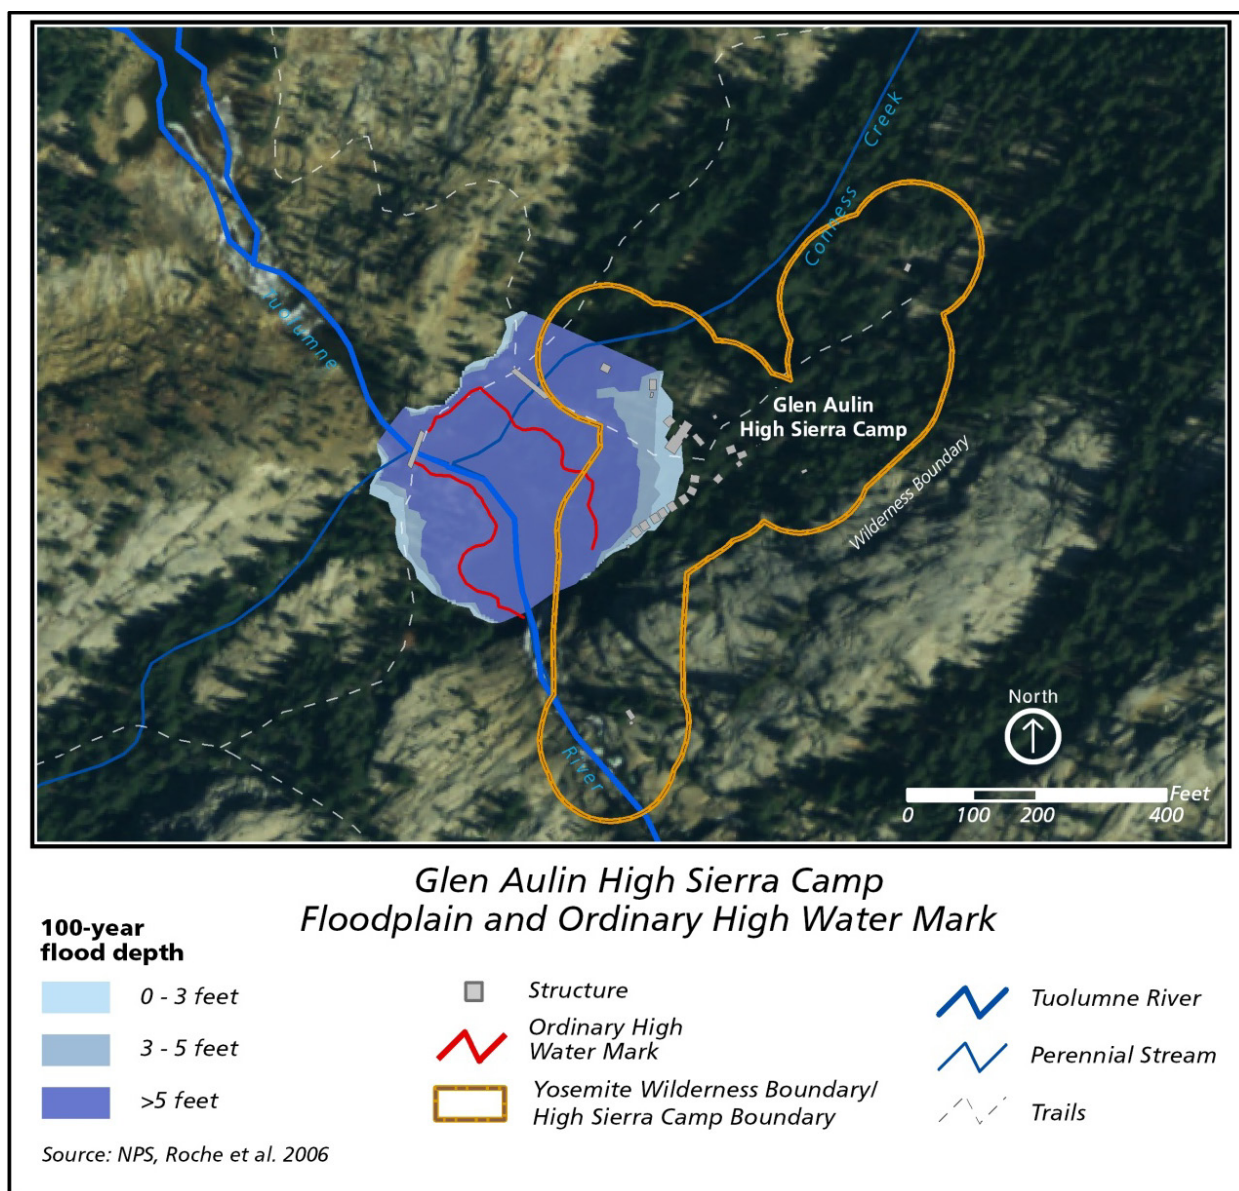 Conness Creek
Tuolumne
Glen Aulin
High Sierra Camp
Wilderness Boundary
North
River
Feet
0 100 200 400
Glen Aulin High Sierra Camp
Floodplain and Ordinary High Water Mark
100-year
flood depth
0 - 3 feet
3 - 5 feet
>5 feet
Structure
Ordinary High
Water Mark
Yosemite Wilderness Boundary/
High Sierra Camp Boundary
Tuolumne River
Perennial Stream
Trails
Source: NPS, Roche et al. 2006